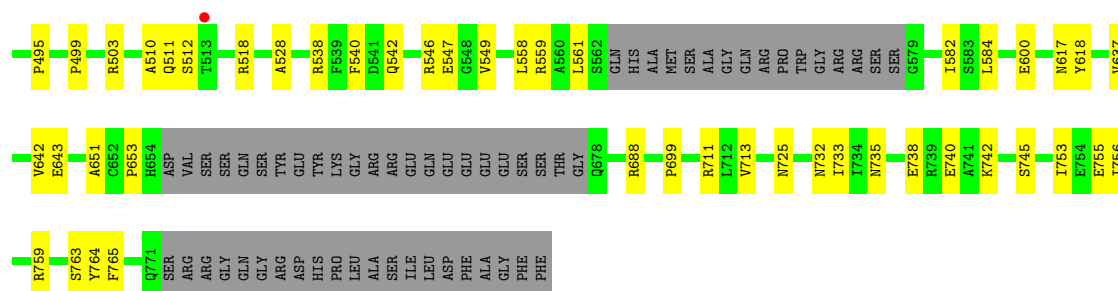 P495 P499 R503 A510 Q511 S512 T513 R518 A528 R538 F539 F540 D541 Q542 R546 E547 G548 V549 L558 R559 A560 L561 S562 GLN HIS ALA MET SER ALA GLY GLN ARG PRO TRP GLY ARG ARG SER SER G579 I582 S583 L584 E600 N617 Y618 V637
V642 E643 A651 C652 P653 H654 ASP VAL SER SER GLN SER TYR GLU TYR LYS GLY ARG ARG GLU GLN GLU GLU GLU GLU SER SER THR GLY Q678 R688 P699 R711 L712 V713 N725 N732 I733 I734 N735 E738 R739 E740 A741 K742 S745 I753 E754 E755 I756
R759 S763 Y764 F765 Q771 SER ARG ARG GLY GLN GLY ARG ASP HIS PRO LEU ALA SER ILE LEU ASP PHE ALA GLY PHE PHE